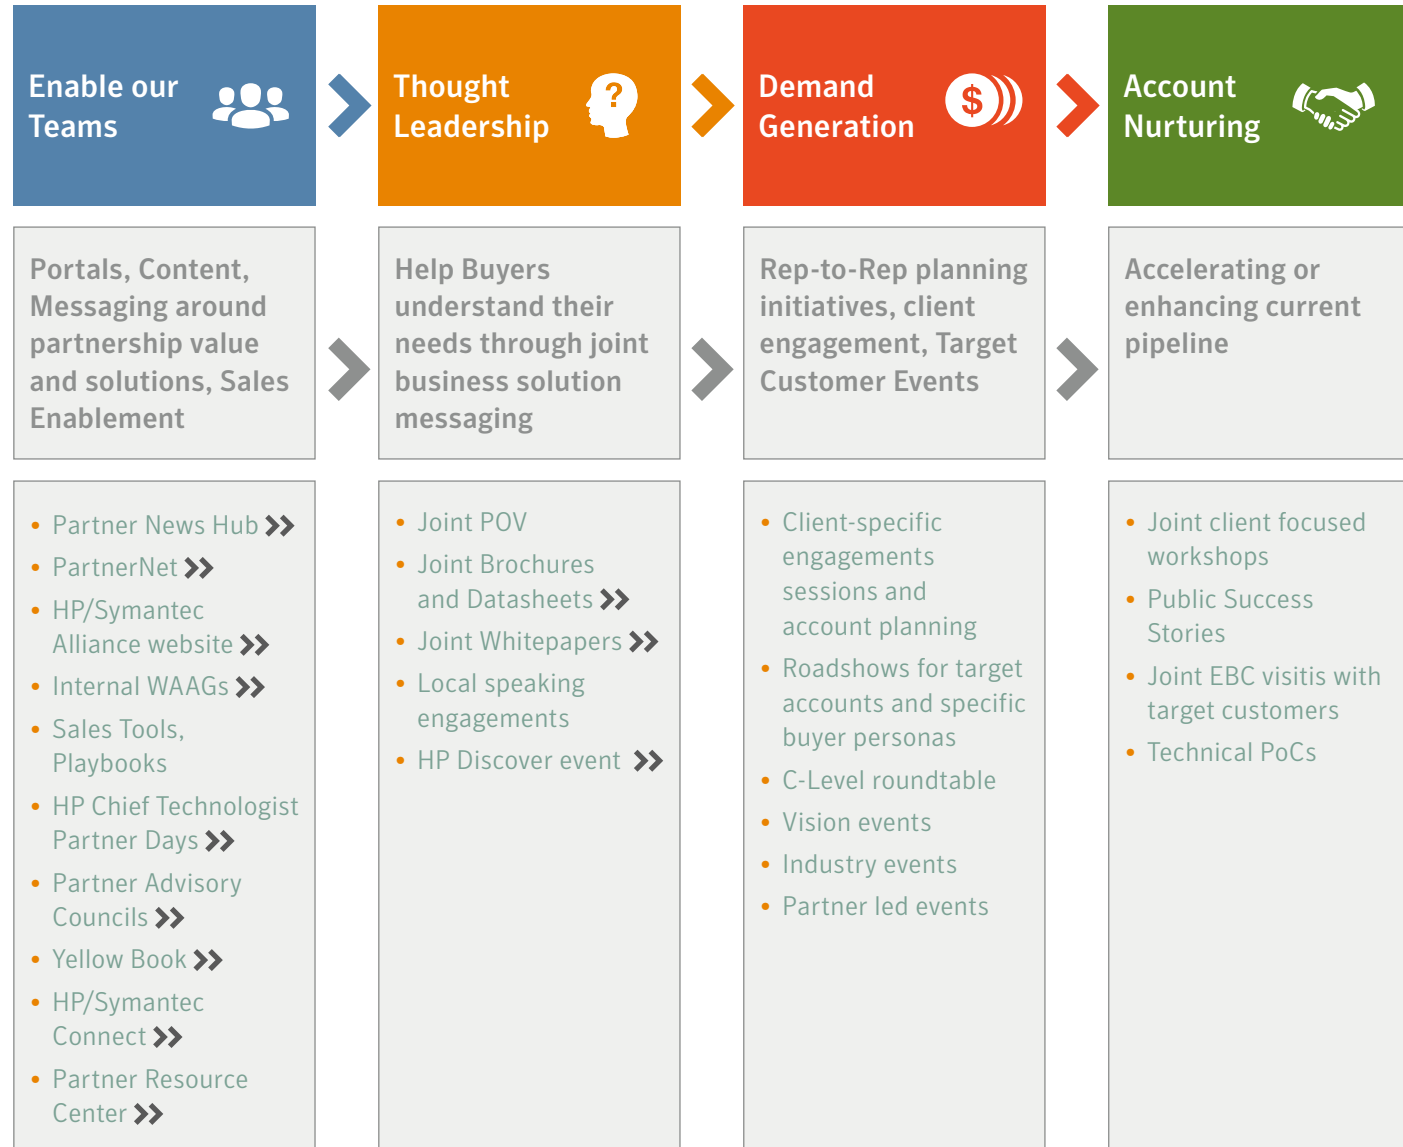 Enable our
Teams
Thought
Leadership
?
Demand
Generation
$
Account
Nurturing
Portals, Content,
Messaging around
partnership value
and solutions, Sales
Enablement
Help Buyers
understand their
needs through joint
business solution
messaging
Rep-to-Rep planning
initiatives, client
engagement, Target
Customer Events
Accelerating or
enhancing current
pipeline
• Partner News Hub
• PartnerNet
• HP/Symantec
Alliance website
• Internal WAAGs
• Sales Tools,
Playbooks
• HP Chief Technologist
Partner Days
• Partner Advisory
Councils
• Yellow Book
• HP/Symantec
Connect
• Partner Resource
Center
• Joint POV
• Joint Brochures
and Datasheets
• Joint Whitepapers
• Local speaking
engagements
• HP Discover event
• Client-specific
engagements
sessions and
account planning
• Roadshows for target
accounts and specific
buyer personas
• C-Level roundtable
• Vision events
• Industry events
• Partner led events
• Joint client focused
workshops
• Public Success
Stories
• Joint EBC visitis with
target customers
• Technical PoCs